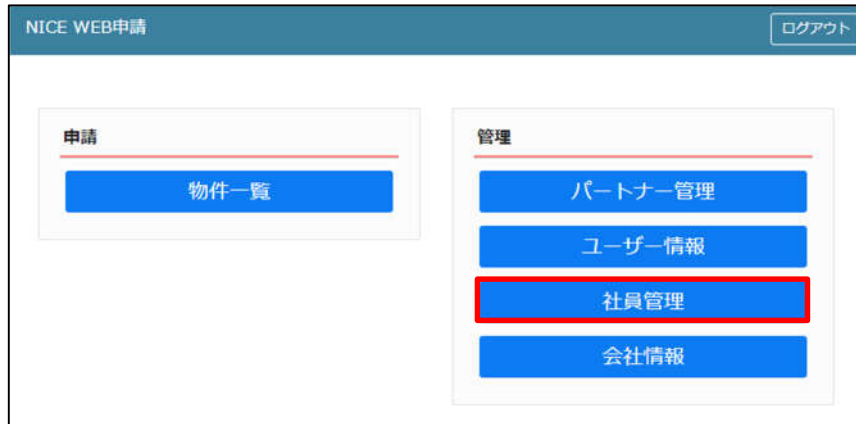 NICE WEB申請
ログアウト
申請
物件一覧
管理
パートナー管理
ユーザー情報
社員管理
会社情報